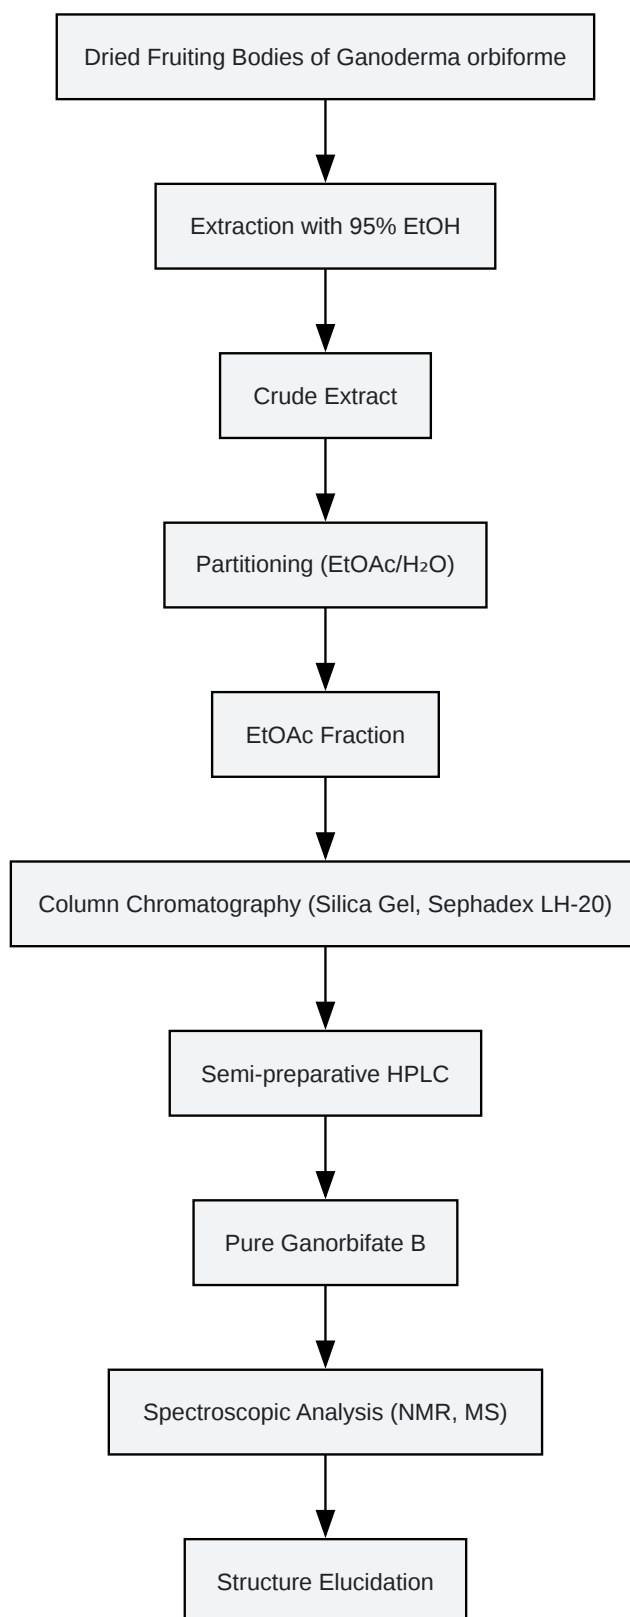 Dried Fruiting Bodies of Ganoderma orbiforme
Extraction with 95% EtOH
Crude Extract
Partitioning (EtOAc/H₂O)
EtOAc Fraction
Column Chromatography (Silica Gel, Sephadex LH-20)
Semi-preparative HPLC
Pure Ganorbifate B
Spectroscopic Analysis (NMR, MS)
Structure Elucidation